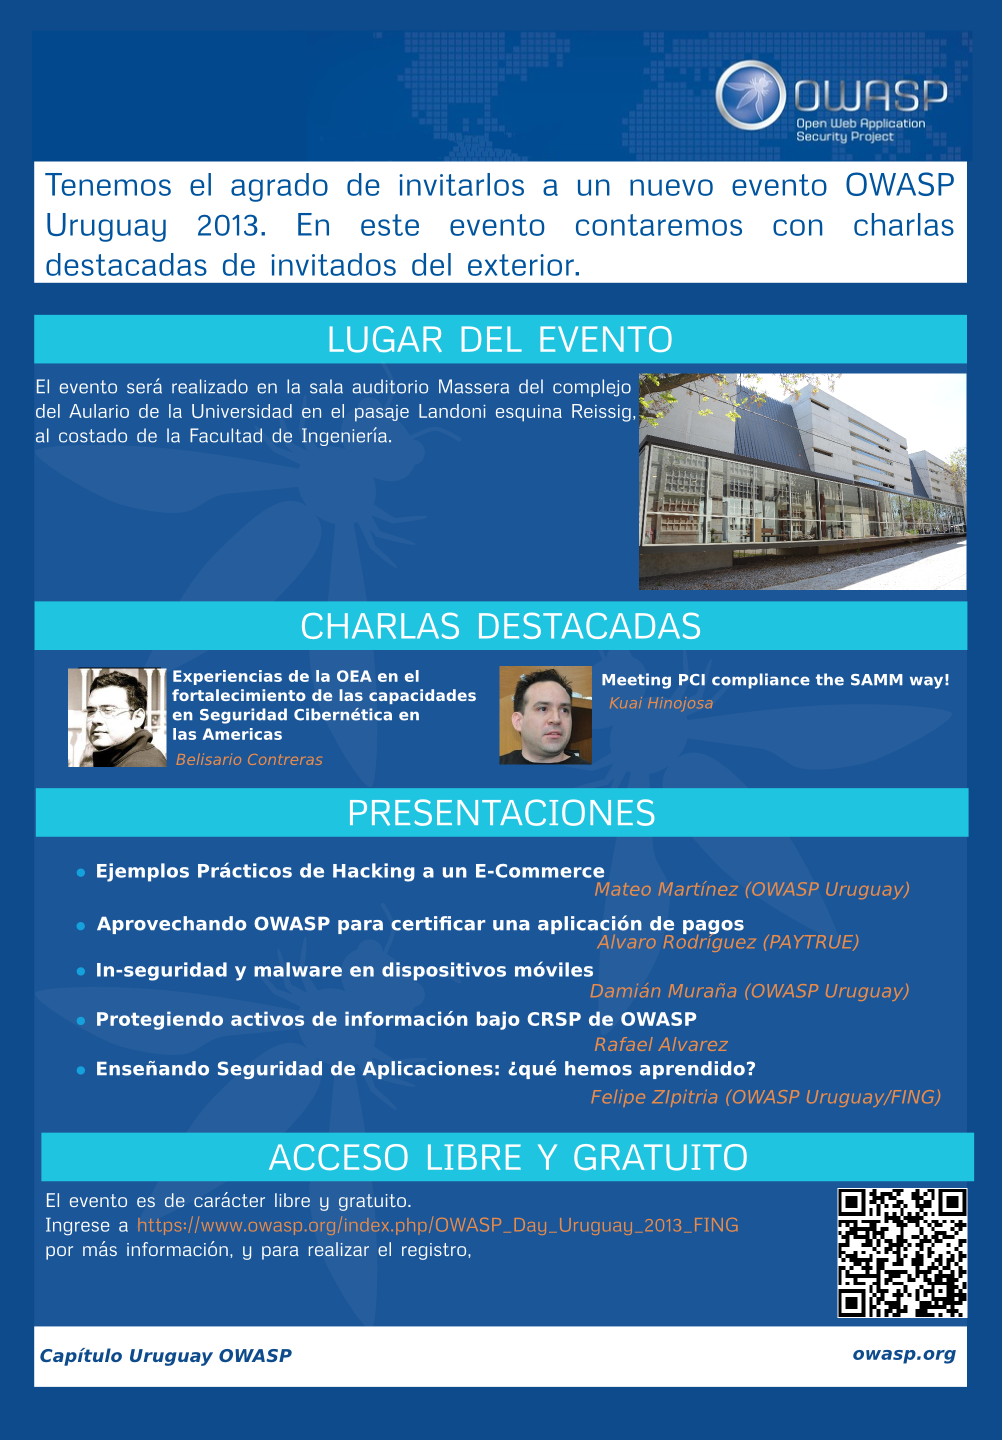 OWASP
Open Web Application
Security Project
Tenemos el agrado de invitarlos a un nuevo evento OWASP
Uruguay 2013. En este evento contaremos con charlas
destacadas de invitados del exterior.
LUGAR DEL EVENTO
El evento será realizado en la sala auditorio Massera del complejo
del Aulario de la Universidad en el pasaje Landoni esquina Reissig,
al costado de la Facultad de Ingeniería.
CHARLAS DESTACADAS
Experiencias de la OEA en el
fortalecimiento de las capacidades
en Seguridad Cibernética en
las Americas
Belisario Contreras
Meeting PCI compliance the SAMM way!
Kuai Hinojosa
PRESENTACIONES
• Ejemplos Prácticos de Hacking a un E-Commerce
Mateo Martínez (OWASP Uruguay)
• Aprovechando OWASP para certificar una aplicación de pagos
Alvaro Rodríguez (PAYTRUE)
• In-seguridad y malware en dispositivos móviles
Damián Muraña (OWASP Uruguay)
• Protegiendo activos de información bajo CRSP de OWASP
Rafael Alvarez
• Enseñando Seguridad de Aplicaciones: ¿qué hemos aprendido?
Felipe ZIpitria (OWASP Uruguay/FING)
ACCESO LIBRE Y GRATUITO
El evento es de carácter libre y gratuito.
Ingrese a https://www.owasp.org/index.php/OWASP_Day_Uruguay_2013_FING
por más información, y para realizar el registro,
Capítulo Uruguay OWASP
owasp.org